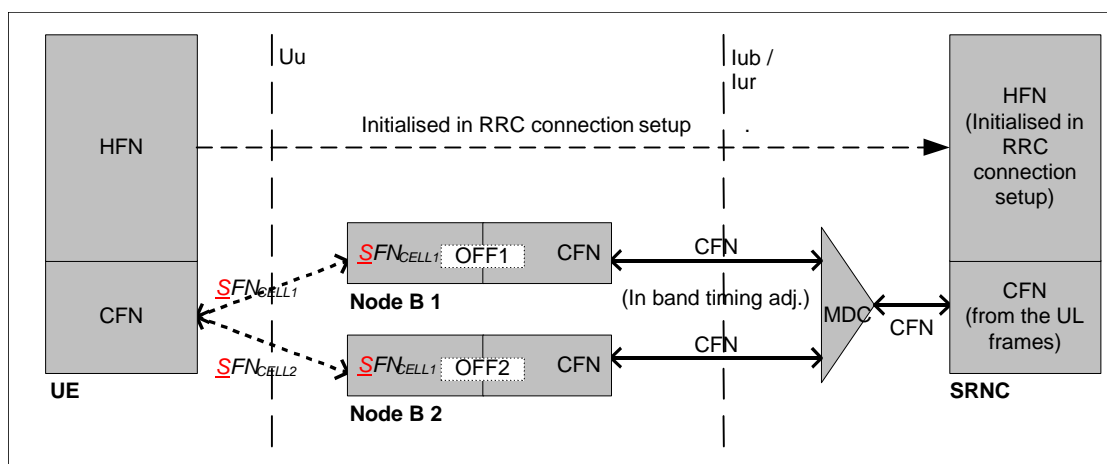 Uu
Iub /
Iur
HFN
Initialised in RRC connection setup .
HFN
(Initialised in
RRC
connection
setup)
SFNCELL1
OFF1
CFN
CFN
Node B 1
SFNCELL1
(In band timing adj.)
MDC
CFN
CFN
CFN
(from the UL
frames)
CFN
SFNCELL2
SFNCELL1
OFF2
CFN
UE
Node B 2
SRNC